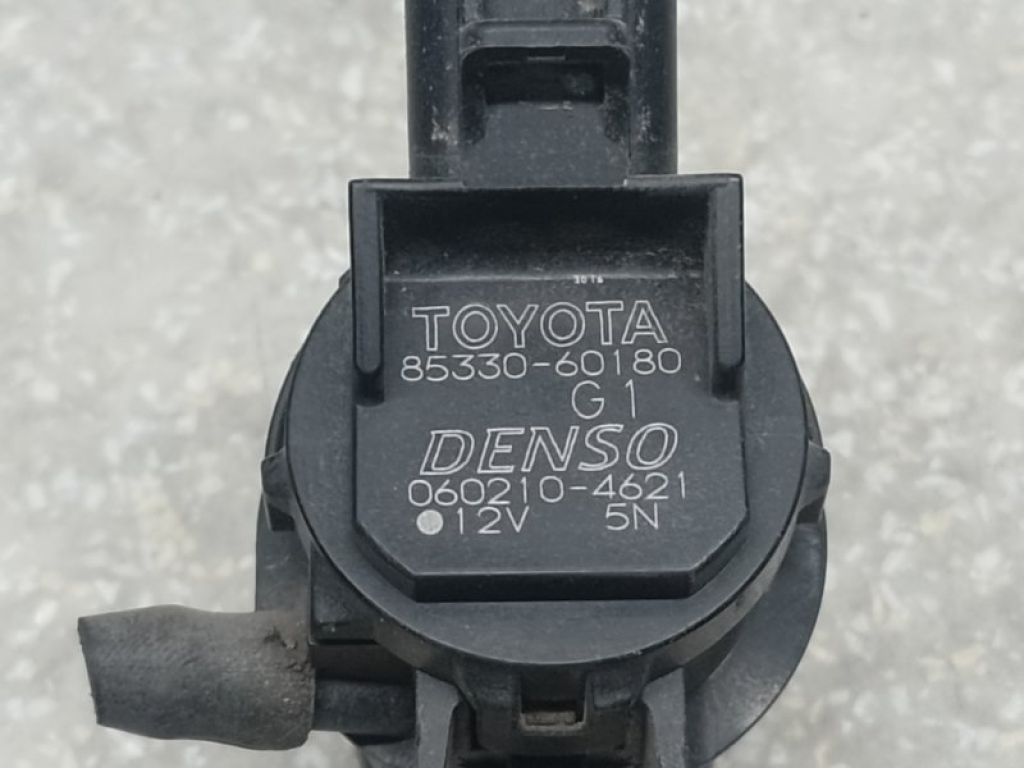 TOYOTA
85330-60180
G1
DENSO
060210-4621
12V 5N